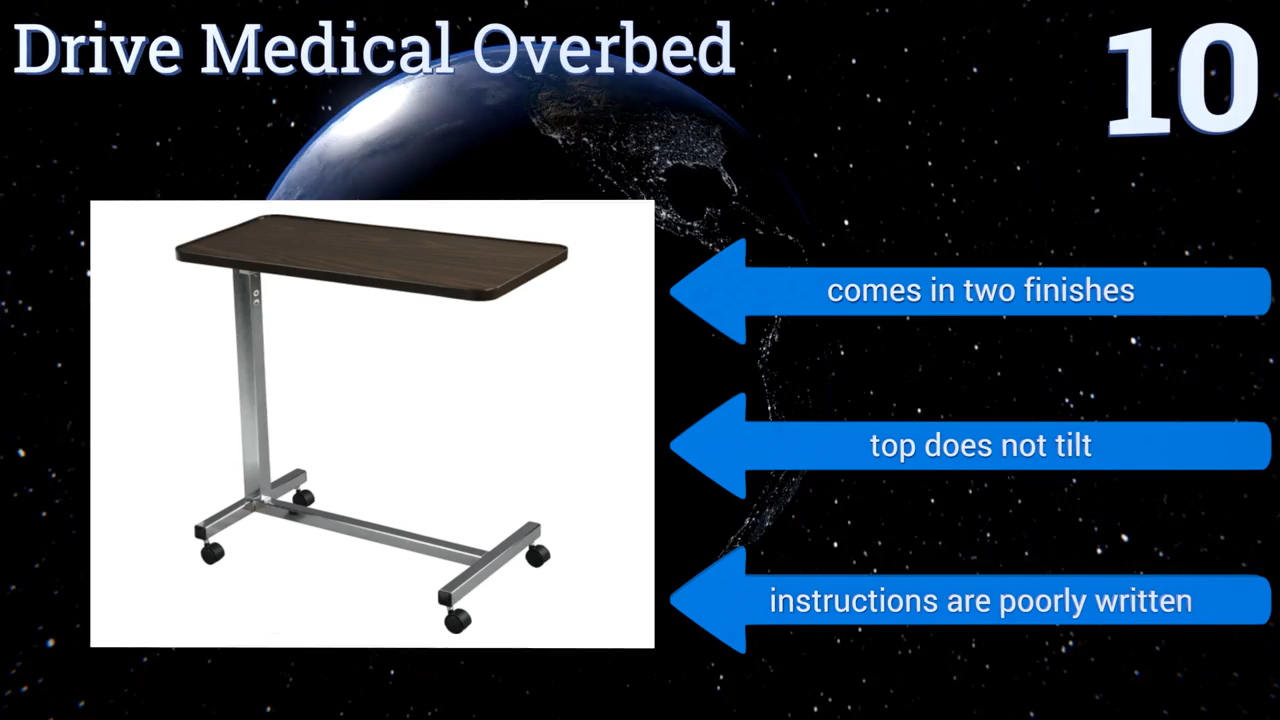 Drive Medical Overbed
10
comes in two finishes
top does not tilt
instructions are poorly written